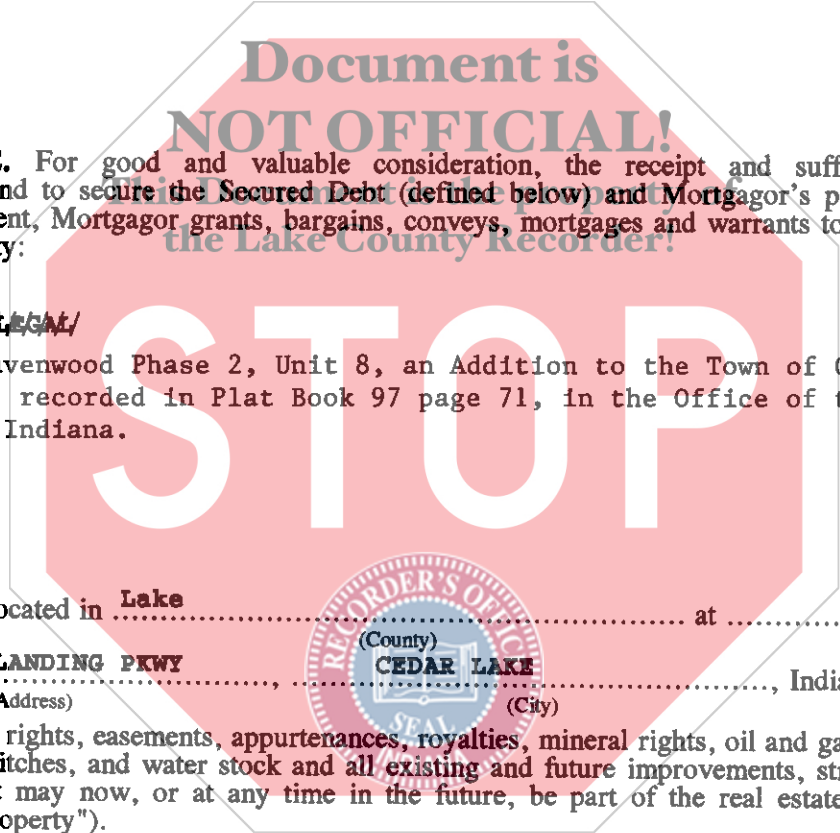 Document is
NOT OFFICIAL!
This Document is the property of
the Lake County Recorder!
STOP
. For good and valuable consideration, the receipt and suff
nd to secure the Secured Debt (defined below) and Mortgagor's p
ent, Mortgagor grants, bargains, conveys, mortgages and warrants to
ty:
LEGAL
venwood Phase 2, Unit 8, an Addition to the Town of C
recorded in Plat Book 97 page 71, in the Office of t
Indiana.
ocated in Lake at
(County)
LANDING PKWY , CEDAR LAKE , India
Address) (City)
rights, easements, appurtenances, royalties, mineral rights, oil and ga
itches, and water stock and all existing and future improvements, str
t may now, or at any time in the future, be part of the real estate
operty").
RECORDER'S OFFICE
SEAL